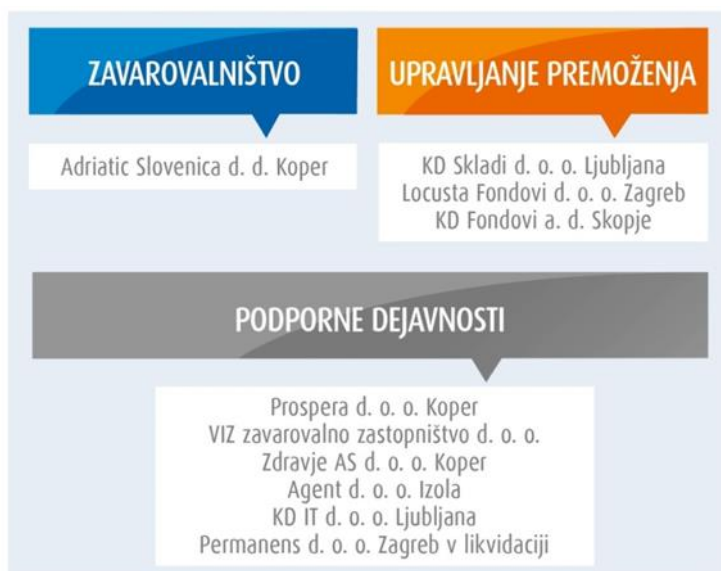 ZAVAROVALNIŠTVO
Adriatic Slovenica d. d. Koper
UPRAVLJANJE PREMOŽENJA
KD Skladi d. o. o. Ljubljana
Locusta Fondovi d. o. o. Zagreb
KD Fondovi a. d. Skopje
PODPORNE DEJAVNOSTI
Prospera d. o. o. Koper
VIZ zavarovalno zastopništvo d. o. o.
Zdravje AS d. o. o. Koper
Agent d. o. o. Izola
KD IT d. o. o. Ljubljana
Permanens d. o. o. Zagreb v likvidaciji